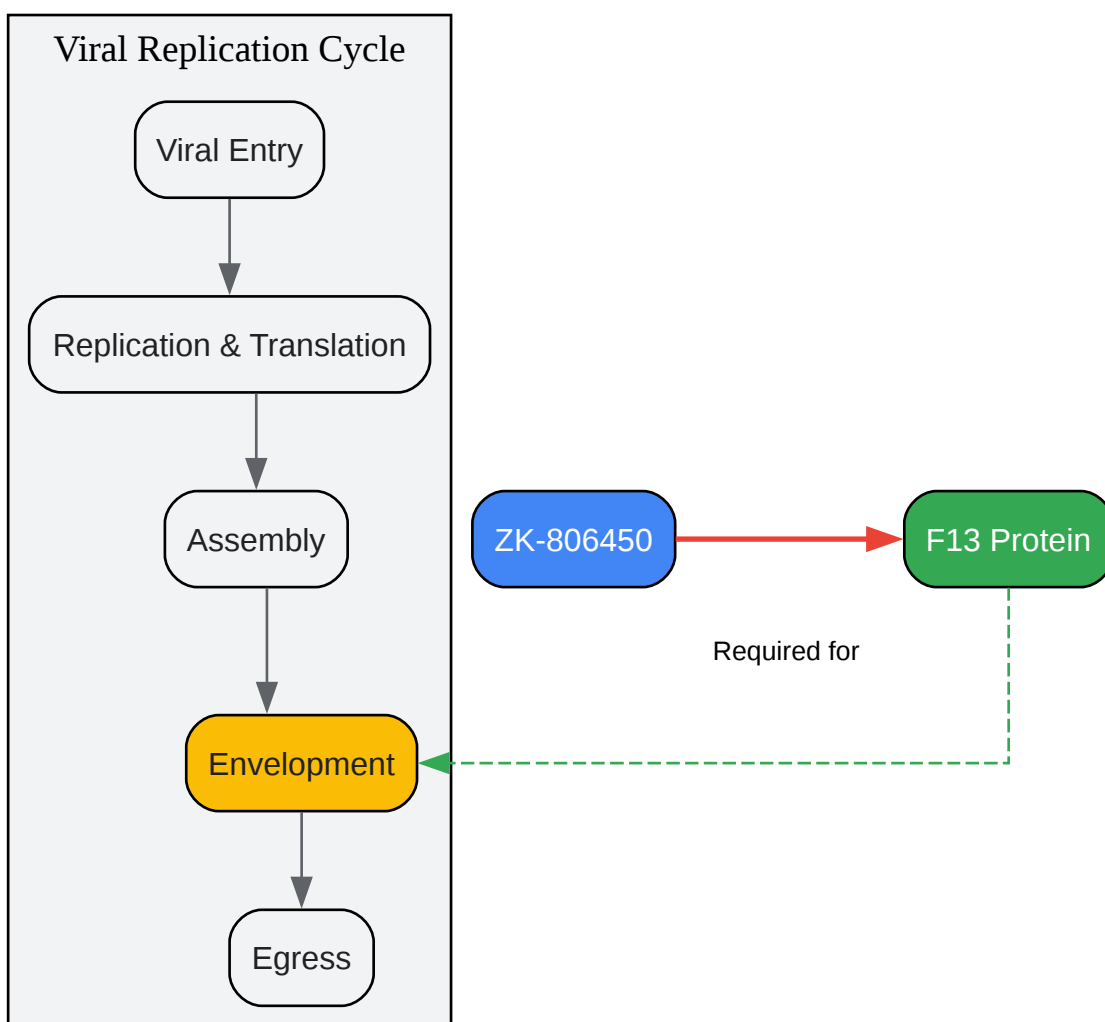 Viral Replication Cycle
Viral Entry
Replication & Translation
Assembly
ZK-806450
F13 Protein
Required for
Envelopment
Egress